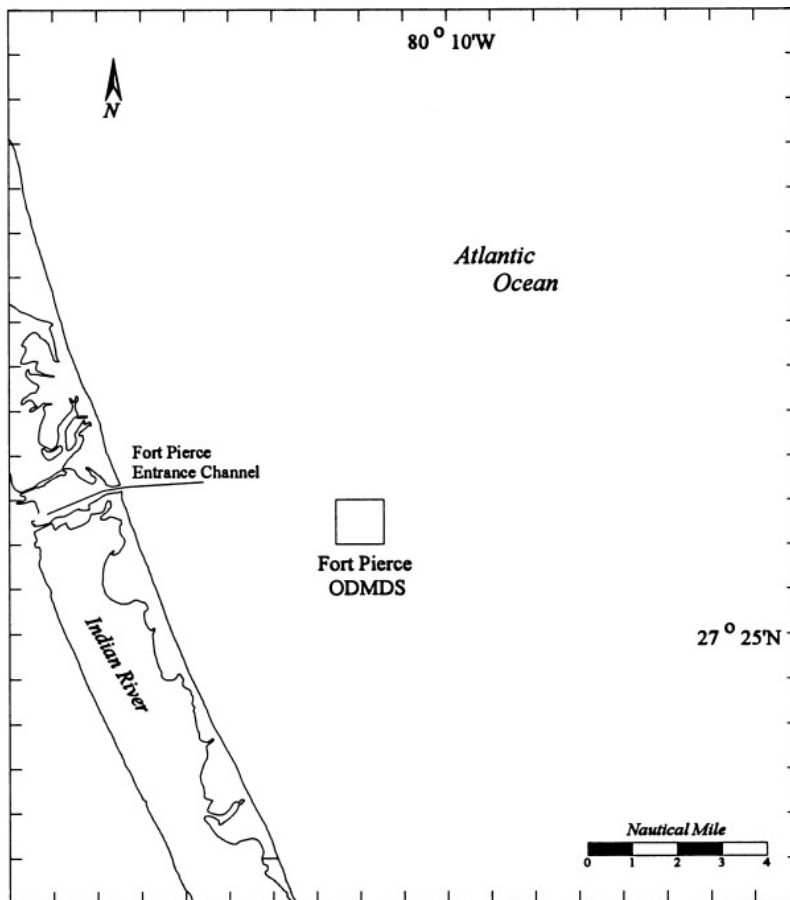 80 ° 10'W
N
Atlantic
Ocean
Fort Pierce
Entrance Channel
Fort Pierce
ODMDS
Indian River
27 ° 25'N
Nautical Mile
0 1 2 3 4